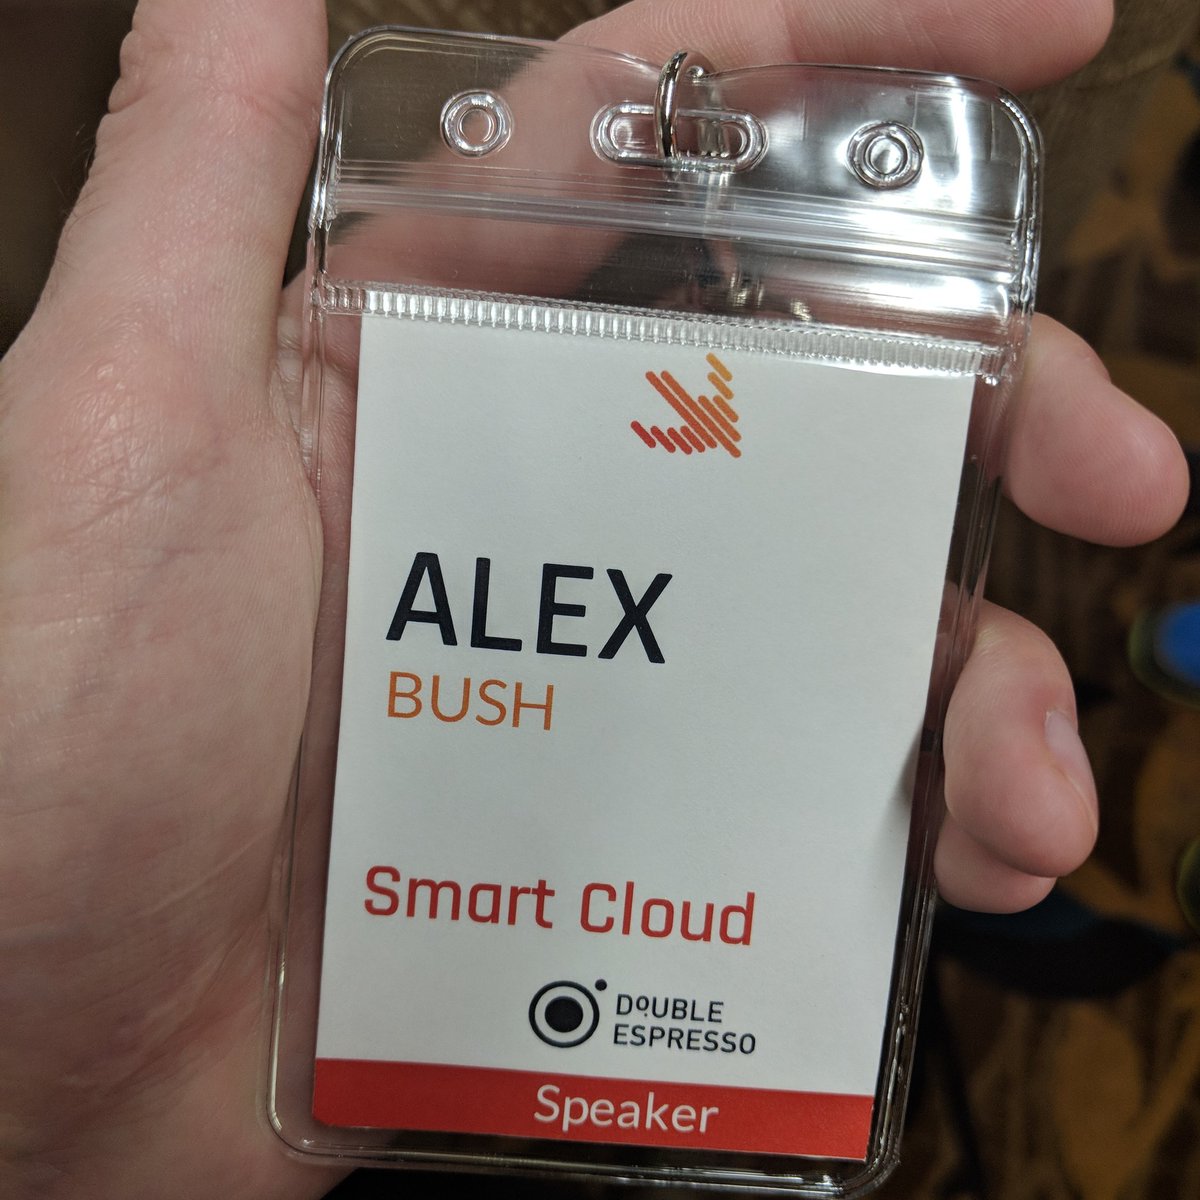 ALEX
BUSH
Smart Cloud
DOUBLE
ESPRESSO
Speaker